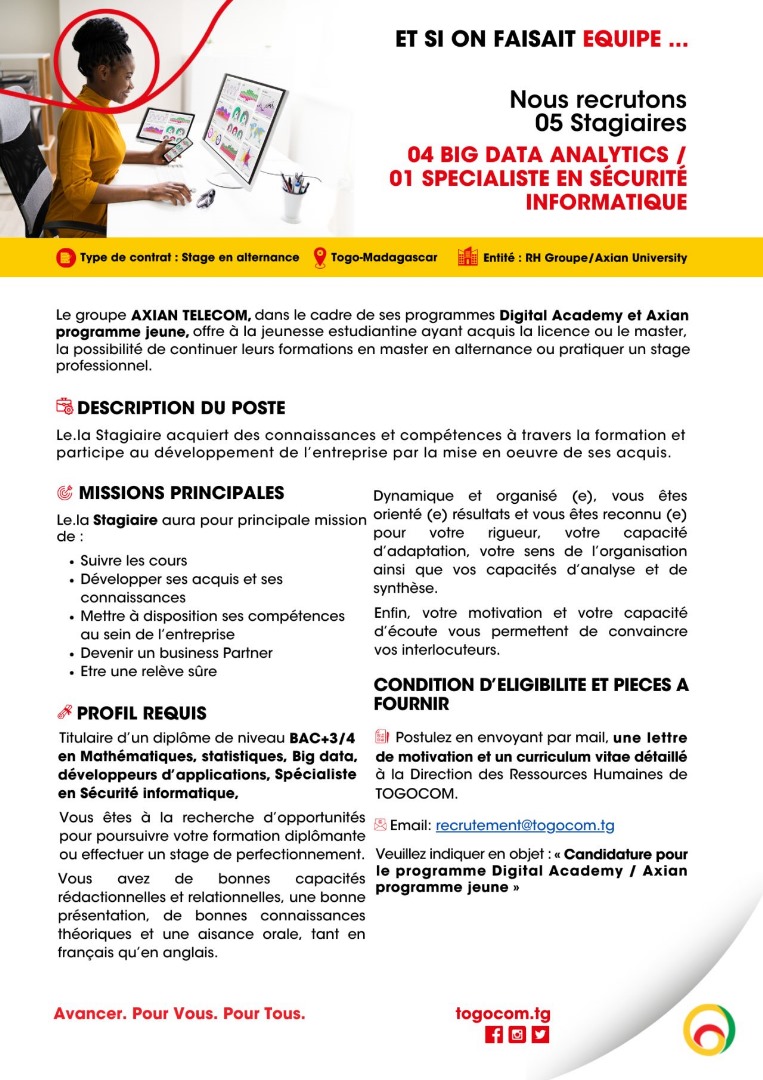 ET SI ON FAISAIT EQUIPE ...
Nous recrutons
05 Stagiaires
04 BIG DATA ANALYTICS /
01 SPECIALISTE EN SÉCURITÉ
INFORMATIQUE
Type de contrat : Stage en alternance
Togo-Madagascar
Entité : RH Groupe/Axian University
Le groupe AXIAN TELECOM, dans le cadre de ses programmes Digital Academy et Axian
programme jeune, offre à la jeunesse estudiantine ayant acquis la licence ou le master,
la possibilité de continuer leurs formations en master en alternance ou pratiquer un stage
professionnel.
DESCRIPTION DU POSTE
Le.la Stagiaire acquiert des connaissances et compétences à travers la formation et
participe au développement de l'entreprise par la mise en oeuvre de ses acquis.
MISSIONS PRINCIPALES
Le.la Stagiaire aura pour principale mission
de :
• Suivre les cours
• Développer ses acquis et ses
connaissances
• Mettre à disposition ses compétences
au sein de l'entreprise
• Devenir un business Partner
• Etre une relève sûre
PROFIL REQUIS
Titulaire d'un diplôme de niveau BAC+3/4
en Mathématiques, statistiques, Big data,
développeurs d'applications, Spécialiste
en Sécurité informatique,
Vous êtes à la recherche d'opportunités
pour poursuivre votre formation diplômante
ou effectuer un stage de perfectionnement.
Vous avez de bonnes capacités
rédactionnelles et relationnelles, une bonne
présentation, de bonnes connaissances
théoriques et une aisance orale, tant en
français qu'en anglais.
Dynamique et organisé (e), vous êtes
orienté (e) résultats et vous êtes reconnu (e)
pour votre rigueur, votre capacité
d'adaptation, votre sens de l'organisation
ainsi que vos capacités d'analyse et de
synthèse.
Enfin, votre motivation et votre capacité
d'écoute vous permettent de convaincre
vos interlocuteurs.
CONDITION D'ELIGIBILITE ET PIECES A
FOURNIR
Postulez en envoyant par mail, une lettre
de motivation et un curriculum vitae détaillé
à la Direction des Ressources Humaines de
TOGOCOM.
Email: recrutement@togocom.tg
Veuillez indiquer en objet : « Candidature pour
le programme Digital Academy / Axian
programme jeune »
Avancer. Pour Vous. Pour Tous.
togocom.tg